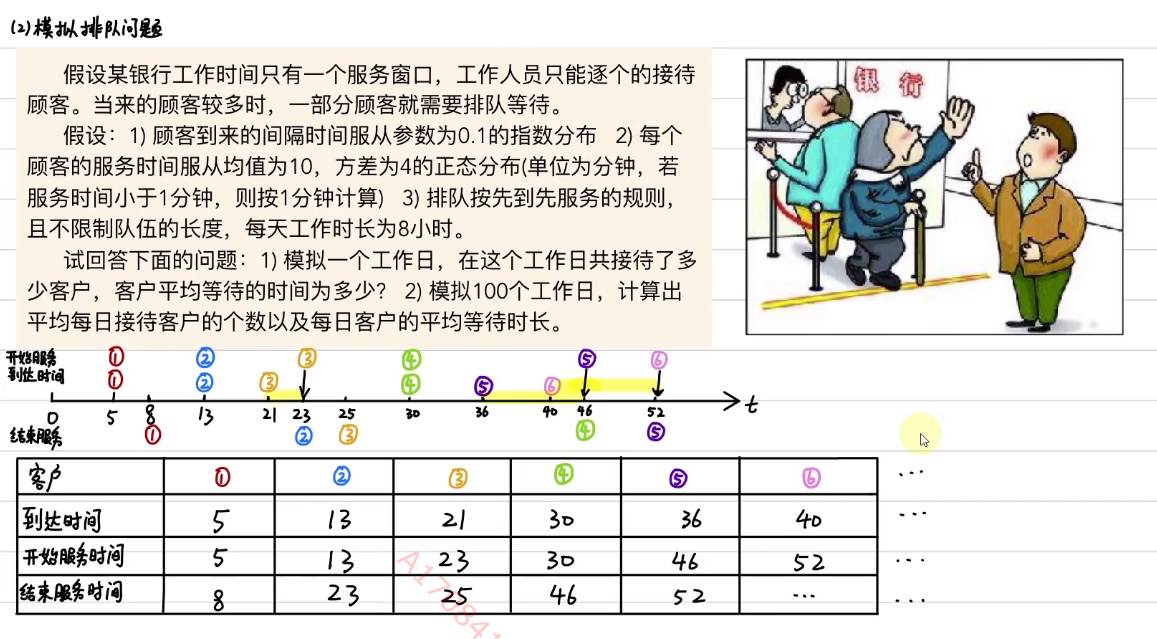 (2)模拟排队问题
假设某银行工作时间只有一个服务窗口，工作人员只能逐个的接待
顾客。当来的顾客较多时，一部分顾客就需要排队等待。
假设：1) 顾客到来的间隔时间服从参数为0.1的指数分布 2) 每个
顾客的服务时间服从均值为10，方差为4的正态分布(单位为分钟，若
服务时间小于1分钟，则按1分钟计算) 3) 排队按先到先服务的规则，
且不限制队伍的长度，每天工作时长为8小时。
试回答下面的问题：1) 模拟一个工作日，在这个工作日共接待了多
少客户，客户平均等待的时间为多少？ 2) 模拟100个工作日，计算出
平均每日接待客户的个数以及每日客户的平均等待时长。
银行
开始服务 ① ② ③ ④ ⑤ ⑥
到达时间 ① ② ③ ④ ⑤ ⑥
0 5 8 13 21 23 25 30 36 40 46 52 t
结束服务 ① ② ③ ④ ⑤
客户 ① ② ③ ④ ⑤ ⑥ ...
到达时间 5 13 21 30 36 40 ...
开始服务时间 5 13 23 30 46 52 ...
结束服务时间 8 23 25 46 52 ... ...